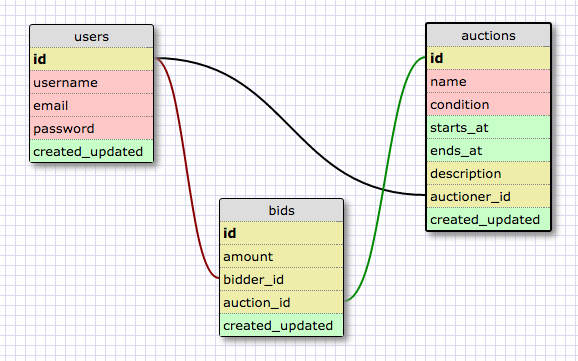 users
id
username
email
password
created_updated
auctions
id
name
condition
starts_at
ends_at
description
auctioner_id
created_updated
bids
id
amount
bidder_id
auction_id
created_updated